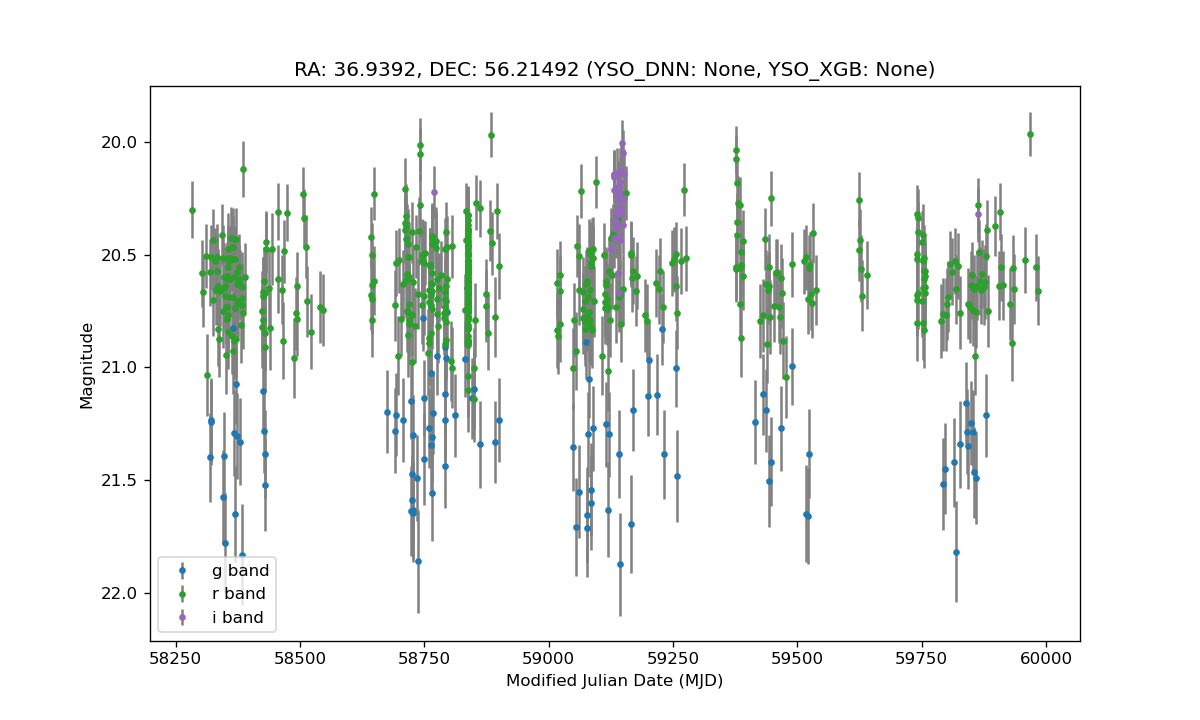 RA: 36.9392, DEC: 56.21492 (YSO_DNN: None, YSO_XGB: None)
20.0
20.5
21.0
21.5
22.0
Magnitude
g band
r band
i band
58250 58500 58750 59000 59250 59500 59750 60000
Modified Julian Date (MJD)